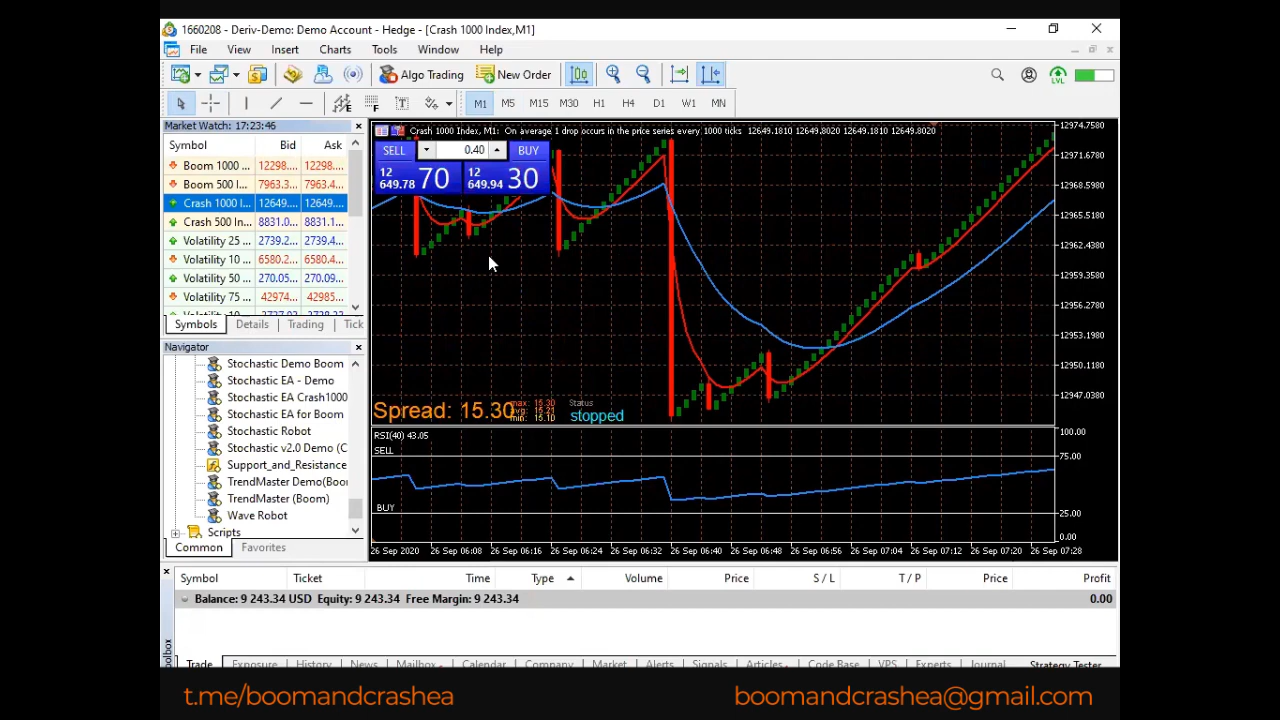 1660208 - Deriv-Demo: Demo Account - Hedge - [Crash 1000 Index,M1]
File View Insert Charts Tools Window Help
Algo Trading New Order
M1 M5 M15 M30 H1 H4 D1 W1 MN
Market Watch: 17:23:46
Symbol Bid Ask
Boom 1000 ... 12298.... 12299....
Boom 500 I... 7963.3... 7963.4...
Crash 1000 I... 12649.... 12649....
Crash 500 In... 8831.0... 8831.1...
Volatility 25 ... 2739.2... 2739.4...
Volatility 10 ... 6580.2... 6580.4...
Volatility 50 ... 270.05... 270.09...
Volatility 75 ... 42974... 42985...
Symbols Details Trading Tick
Navigator
Stochastic Demo Boom
Stochastic EA - Demo
Stochastic EA Crash1000
Stochastic EA for Boom
Stochastic Robot
Stochastic v2.0 Demo (C
Support_and_Resistance
TrendMaster Demo(Boo
TrendMaster (Boom)
Wave Robot
Scripts
Common Favorites
Crash 1000 Index, M1: On average 1 drop occurs in the price series every 1000 ticks 12649.1810 12649.8020 12649.1810 12649.8020
SELL 0.40 BUY
12 649.78 70 12 649.94 30
12974.7580
12971.6780
12968.5980
12965.5180
12962.4380
12959.3580
12956.2780
12953.1980
12950.1180
12947.0380
Spread: 15.30
max: 15.30
avg: 15.21
min: 15.10
Status
stopped
RSI(40) 43.05
SELL
BUY
100.00
75.00
25.00
0.00
26 Sep 2020 26 Sep 06:08 26 Sep 06:16 26 Sep 06:24 26 Sep 06:32 26 Sep 06:40 26 Sep 06:48 26 Sep 06:56 26 Sep 07:04 26 Sep 07:12 26 Sep 07:20 26 Sep 07:28
Symbol Ticket Time Type Volume Price S / L T / P Price Profit
Balance: 9 243.34 USD Equity: 9 243.34 Free Margin: 9 243.34 0.00
Trade Exposure History News Mailbox Calendar Company Market Alerts Signals Articles Code Base VPS Experts Journal Strategy Tester
t.me/boomandcrashea boomandcrashea@gmail.com